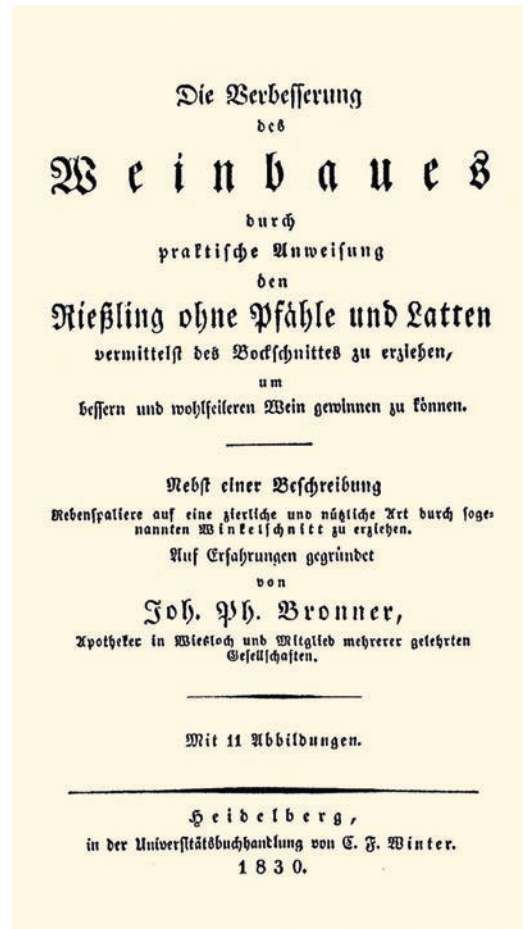 Die Verbesserung
des
Weinbaues
durch
praktische Anweisung
den
Rießling ohne Pfähle und Latten
vermittelst des Bockschnittes zu erziehen,
um
bessern und wohlfeileren Wein gewinnen zu können.
Nebst einer Beschreibung
Rebenspaliere auf eine zierliche und nützliche Art durch soge-
nannten Winkelschnitt zu erziehen.
Auf Erfahrungen gegründet
von
Joh. Ph. Bronner,
Apotheker in Wiesloch und Mitglied mehrerer gelehrten
Gesellschaften.
Mit 11 Abbildungen.
Heidelberg,
in der Universitätsbuchhandlung von C. F. Winter.
1830.